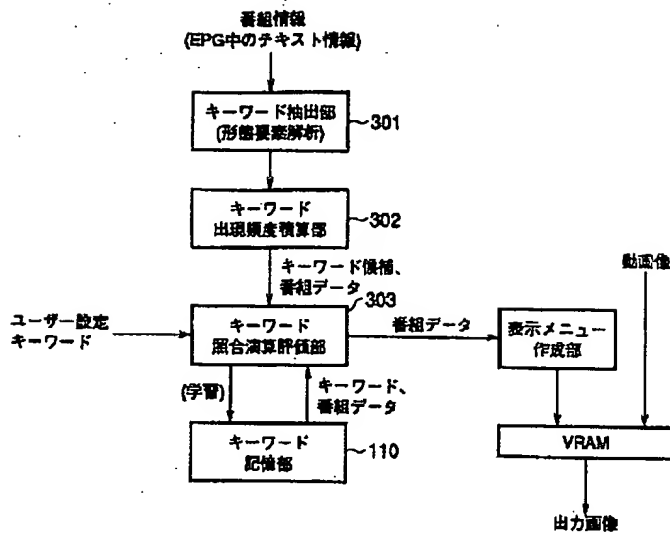 番組情報
(EPG中のテキスト情報)
キーワード抽出部
(形態要素解析)
301
キーワード
出現頻度積算部
302
キーワード候補、
番組データ
303
ユーザー設定
キーワード
キーワード
照合演算評価部
番組データ
表示メニュー
作成部
動画像
(学習)
キーワード、
番組データ
キーワード
記憶部
110
VRAM
出力画像